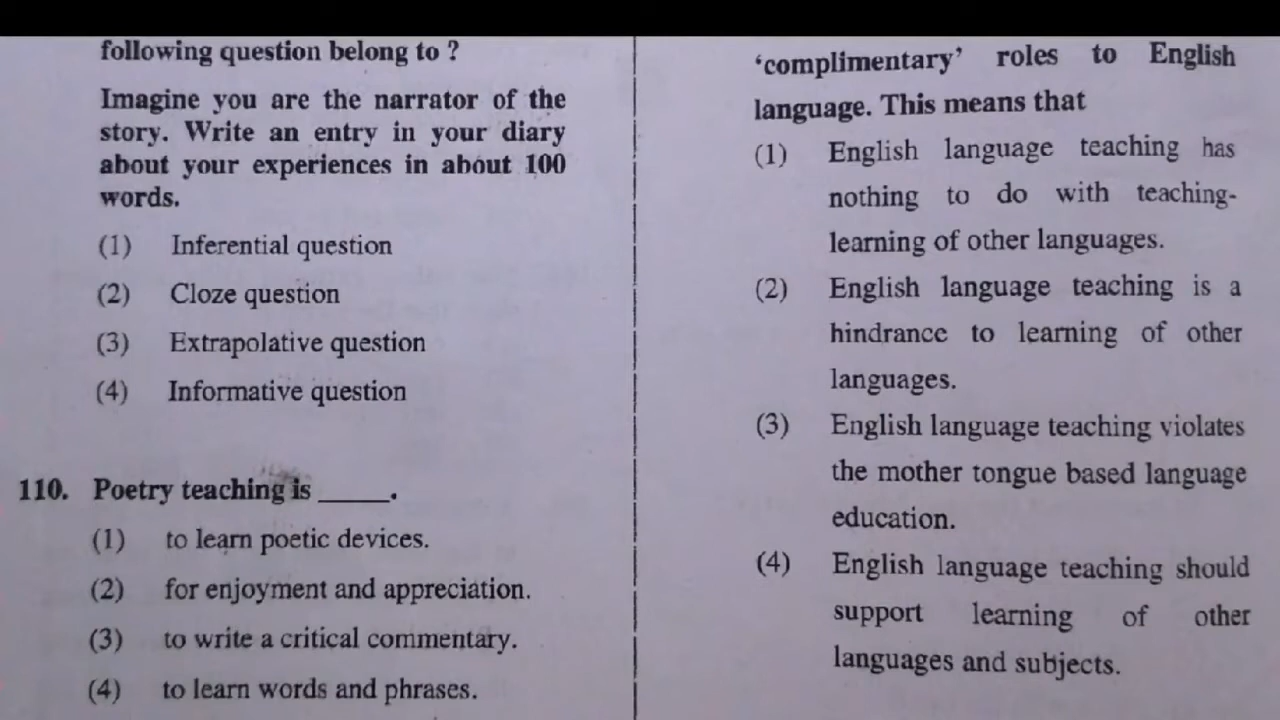 following question belong to ?
Imagine you are the narrator of the
story. Write an entry in your diary
about your experiences in about 100
words.
(1) Inferential question
(2) Cloze question
(3) Extrapolative question
(4) Informative question
110. Poetry teaching is _____.
(1) to learn poetic devices.
(2) for enjoyment and appreciation.
(3) to write a critical commentary.
(4) to learn words and phrases.
‘complimentary’ roles to English
language. This means that
(1) English language teaching has
nothing to do with teaching-
learning of other languages.
(2) English language teaching is a
hindrance to learning of other
languages.
(3) English language teaching violates
the mother tongue based language
education.
(4) English language teaching should
support learning of other
languages and subjects.